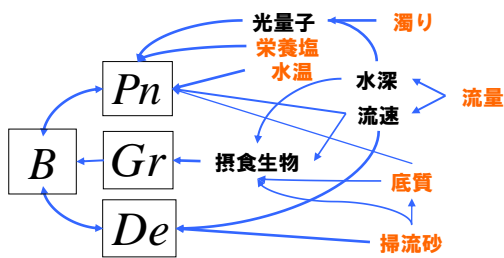 光量子
濁り
栄養塩
水温
Pn
水深
流速
流量
B
Gr
摂食生物
底質
De
掃流砂